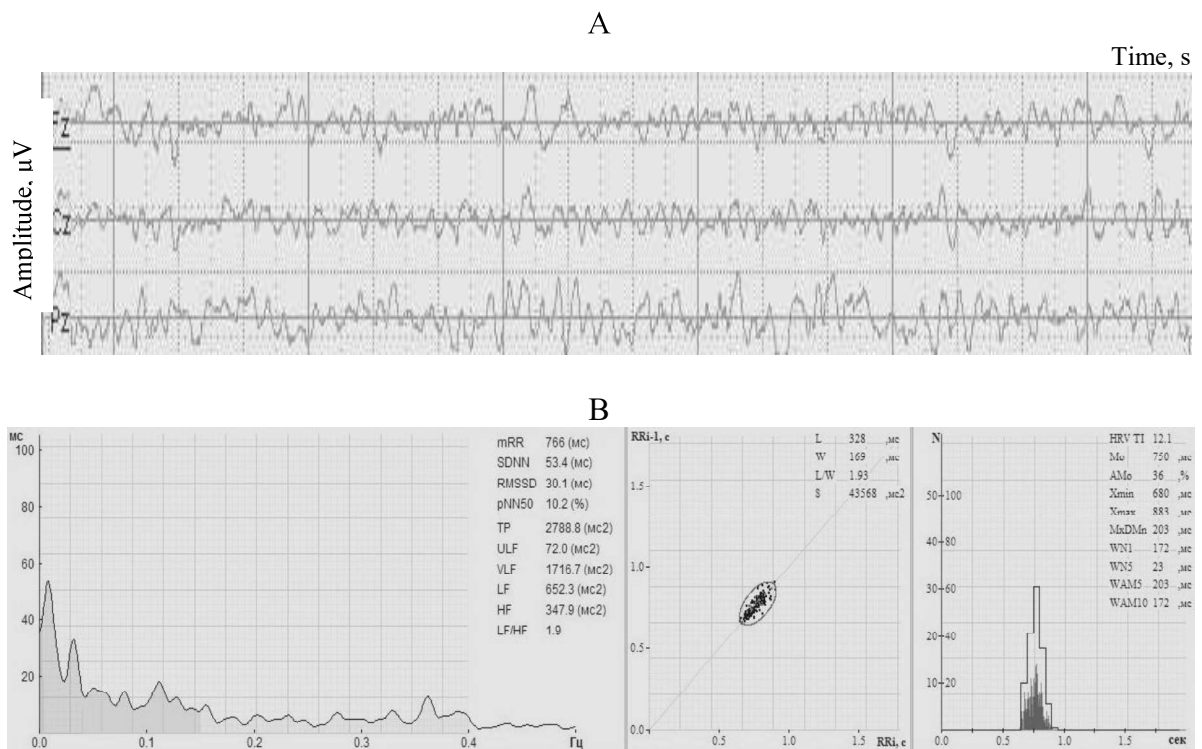 A
Time, s
Amplitude, µV
Fz
Cz
Pz
B
мс
100
80
60
40
20
0.0
0.1
0.2
0.3
0.4
Гц
mRR 766 (мс)
SDNN 53.4 (мс)
RMSSD 30.1 (мс)
pNN50 10.2 (%)
TP 2788.8 (мс2)
ULF 72.0 (мс2)
VLF 1716.7 (мс2)
LF 652.3 (мс2)
HF 347.9 (мс2)
LF/HF 1.9
RRi-1, с
L 328 ,мс
W 169 ,мс
L/W 1.93
S 43568 ,мс2
1.5
1.0
0.5
0.0
0.5
1.0
1.5
RRi, с
N
HRV TI 12.1
Mo 750 ,мс
AMo 36 ,%
Xmin 680 ,мс
Xmax 883 ,мс
MxDMn 203 ,мс
WN1 172 ,мс
WN5 23 ,мс
WAM5 203 ,мс
WAM10 172 ,мс
50 100
40 80
30 60
20 40
10 20
0.0
0.5
1.0
1.5
сек